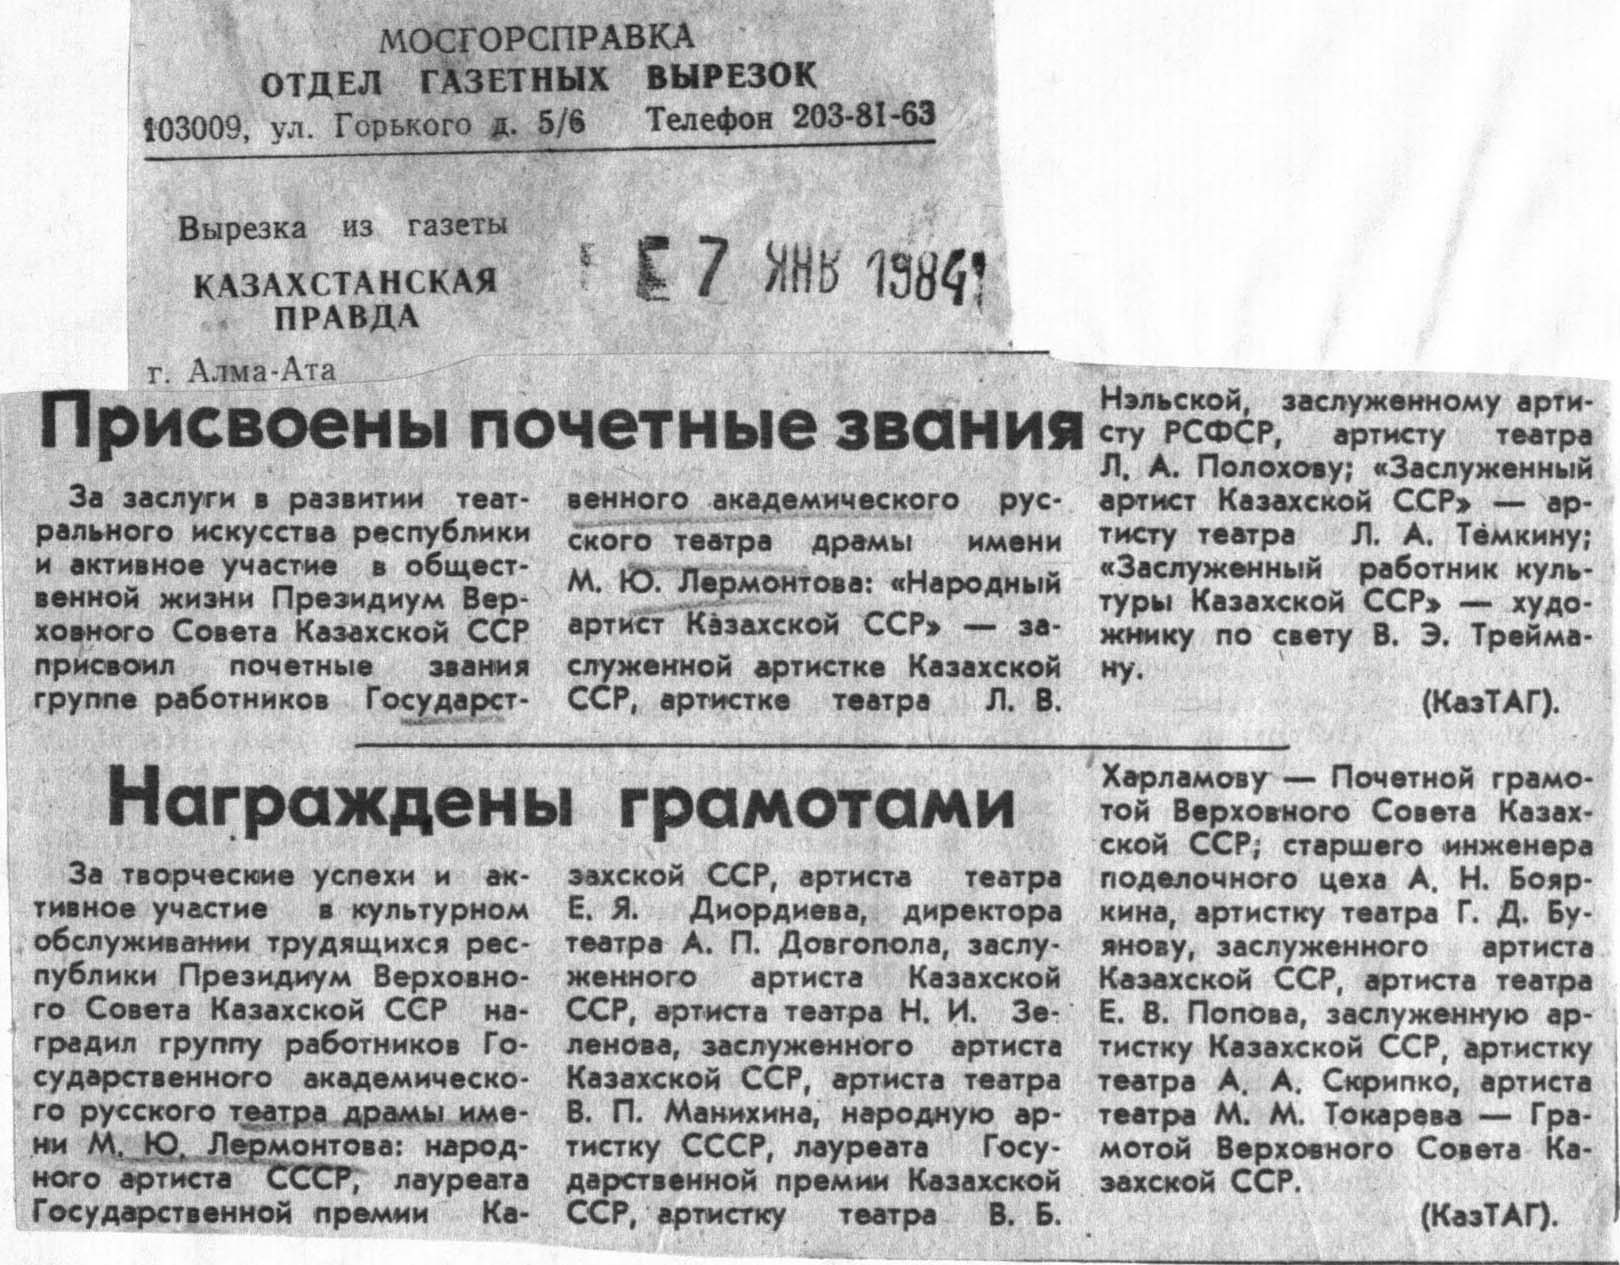 МОСГОРСПРАВКА
ОТДЕЛ ГАЗЕТНЫХ ВЫРЕЗОК
103009, ул. Горького д. 5/6 Телефон 203-81-63
Вырезка из газеты
КАЗАХСТАНСКАЯ
ПРАВДА
г. Алма-Ата
7 ЯНВ 1984
Присвоены почетные звания
За заслуги в развитии теат-
рального искусства республики
и активное участие в общест-
венной жизни Президиум Вер-
ховного Совета Казахской ССР
присвоил почетные звания
группе работников Государст-
венного академического рус-
ского театра драмы имени
М. Ю. Лермонтова: «Народный
артист Казахской ССР» — за-
служенной артистке Казахской
ССР, артистке театра Л. В.
Нэльской, заслуженному арти-
сту РСФСР, артисту театра
Л. А. Полохову; «Заслуженный
артист Казахской ССР» — ар-
тисту театра Л. А. Тёмкину;
«Заслуженный работник куль-
туры Казахской ССР» — худо-
жнику по свету В. Э. Трейма-
ну.
(КазТАГ).
Награждены грамотами
За творческие успехи и ак-
тивное участие в культурном
обслуживании трудящихся рес-
публики Президиум Верховно-
го Совета Казахской ССР на-
градил группу работников Го-
сударственного академическо-
го русского театра драмы име-
ни М. Ю. Лермонтова: народ-
ного артиста СССР, лауреата
Государственной премии Ка-
захской ССР, артиста театра
Е. Я. Диордиева, директора
театра А. П. Довгопола, заслу-
женного артиста Казахской
ССР, артиста театра Н. И. Зе-
ленова, заслуженного артиста
Казахской ССР, артиста театра
В. П. Манихина, народную ар-
тистку СССР, лауреата Госу-
дарственной премии Казахской
ССР, артистку театра В. Б.
Харламову — Почетной грамо-
той Верховного Совета Казах-
ской ССР; старшего инженера
поделочного цеха А. Н. Бояр-
кина, артистку театра Г. Д. Бу-
янову, заслуженного артиста
Казахской ССР, артиста театра
Е. В. Попова, заслуженную ар-
тистку Казахской ССР, артистку
театра А. А. Скрипко, артиста
театра М. М. Токарева — Гра-
мотой Верховного Совета Ка-
захской ССР.
(КазТАГ).